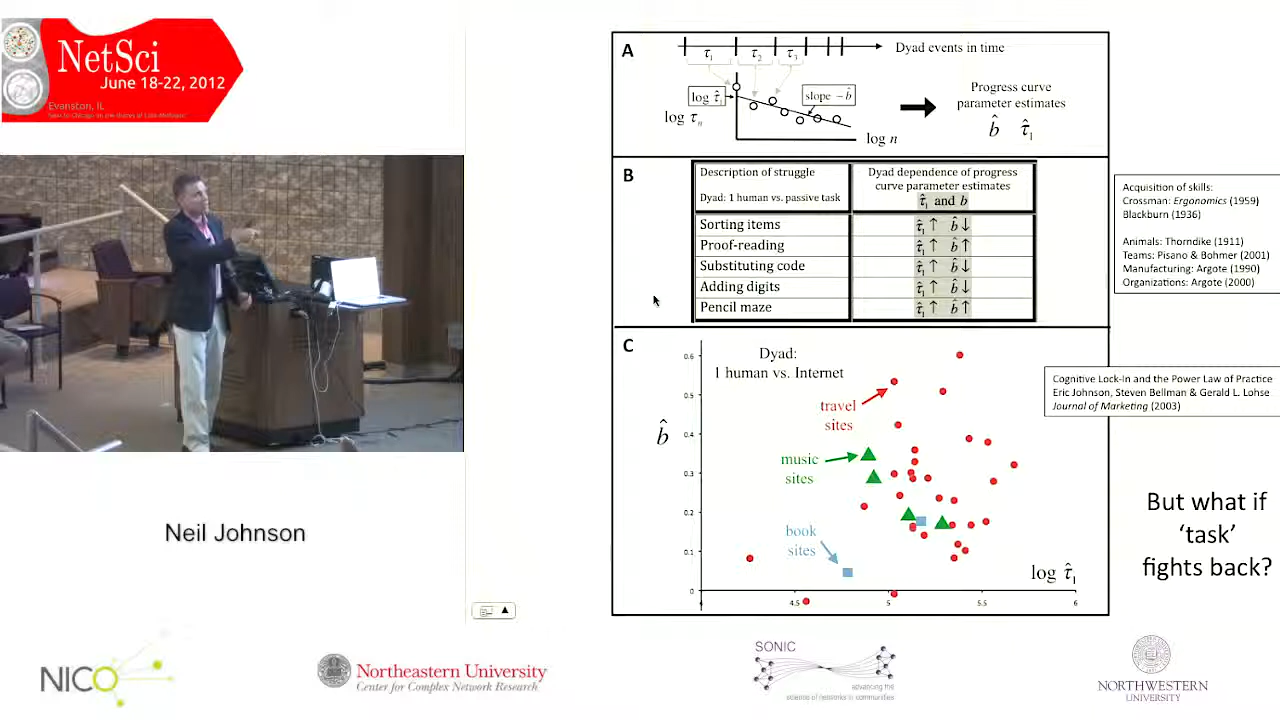 NetSci
June 18-22, 2012
Evanston, IL
Neil Johnson
NICO
Northeastern University
Center for Complex Network Research
SONIC
advancing the
science of networks in communities
NORTHWESTERN
UNIVERSITY
A
τ1 τ2 τ3
Dyad events in time
log τ̂1
slope −b̂
log τn
log n
Progress curve
parameter estimates
b̂ τ̂1
B
Description of struggle
Dyad: 1 human vs. passive task
Dyad dependence of progress
curve parameter estimates
τ̂1 and b
Sorting items τ̂1 ↑ b̂ ↓
Proof-reading τ̂1 ↑ b̂ ↑
Substituting code τ̂1 ↑ b̂ ↓
Adding digits τ̂1 ↑ b̂ ↓
Pencil maze τ̂1 ↑ b̂ ↑
Acquisition of skills:
Crossman: Ergonomics (1959)
Blackburn (1936)
Animals: Thorndike (1911)
Teams: Pisano & Bohmer (2001)
Manufacturing: Argote (1990)
Organizations: Argote (2000)
C
Dyad:
1 human vs. Internet
travel
sites
music
sites
book
sites
b̂
0.6
0.5
0.4
0.3
0.2
0.1
0
4.5 5 5.5 6
log τ̂1
Cognitive Lock-In and the Power Law of Practice
Eric Johnson, Steven Bellman & Gerald L. Lohse
Journal of Marketing (2003)
But what if
‘task’
fights back?